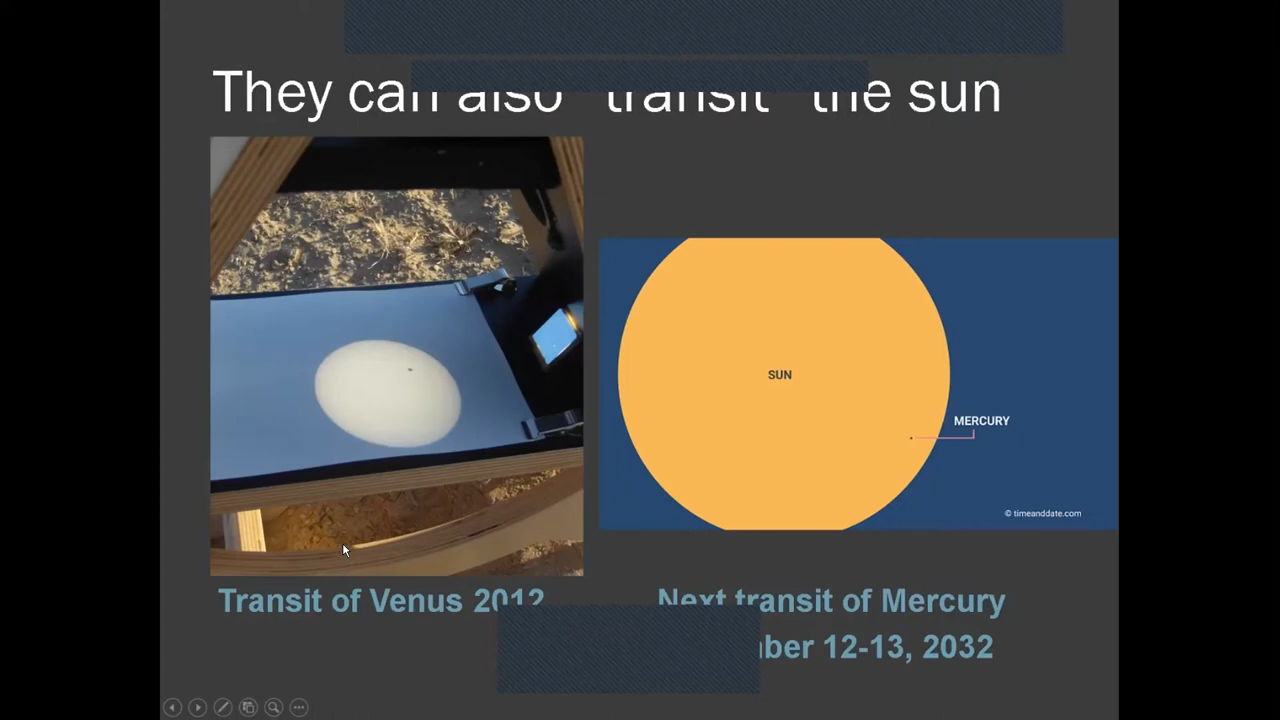 They can also "transit" the sun
SUN
MERCURY
© timeanddate.com
Transit of Venus 2012
Next transit of Mercury
12-13, 2032